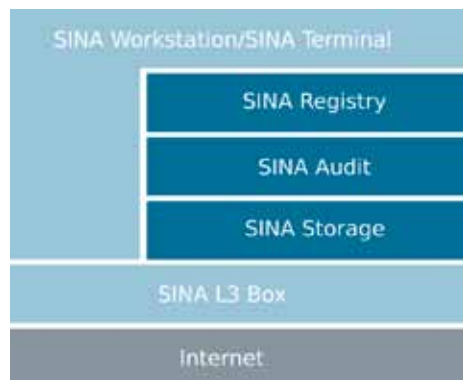 SINA Workstation/SINA Terminal
SINA Registry
SINA Audit
SINA Storage
SINA L3 Box
Internet